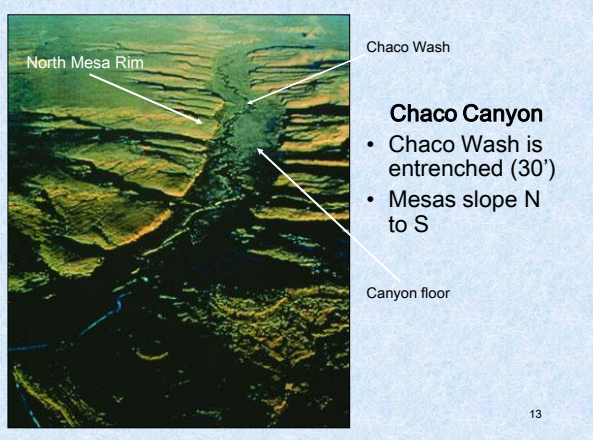 North Mesa Rim
Chaco Wash
Chaco Canyon
• Chaco Wash is
entrenched (30')
• Mesas slope N
to S
Canyon floor
13